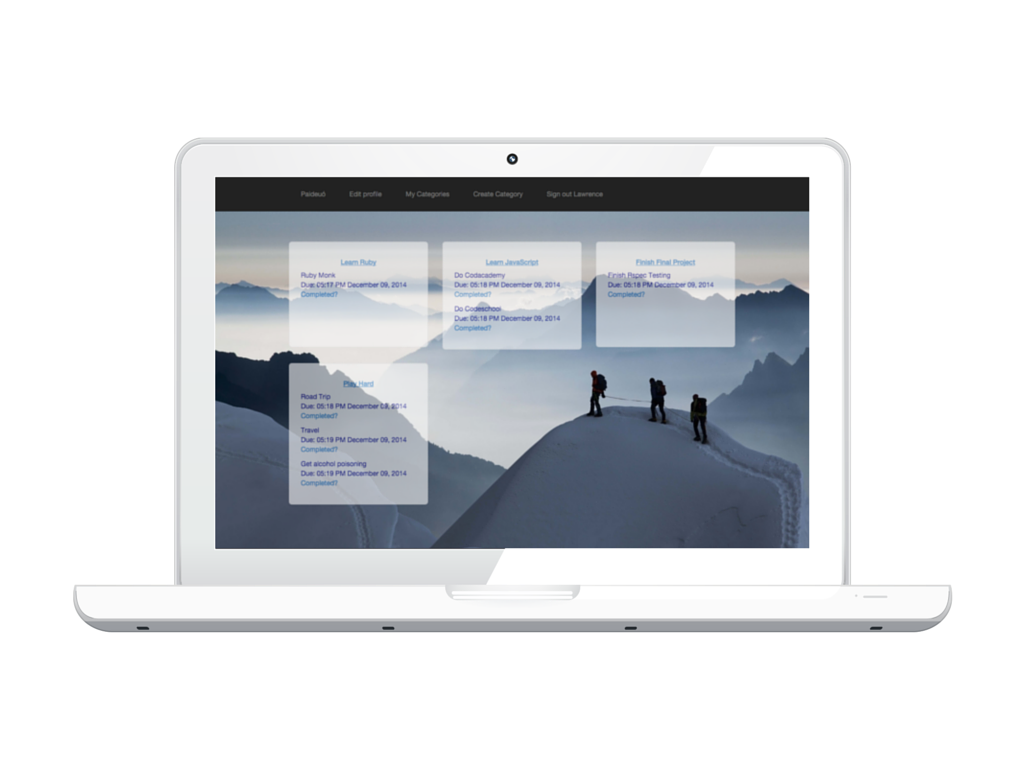 Paideuō Edit profile My Categories Create Category Sign out Lawrence
Learn Ruby
Ruby Monk
Due: 05:17 PM December 09, 2014
Completed?
Learn JavaScript
Do Codacademy
Due: 05:18 PM December 09, 2014
Completed?
Do Codeschool
Due: 05:18 PM December 09, 2014
Completed?
Finish Final Project
Finish Rspec Testing
Due: 05:18 PM December 09, 2014
Completed?
Play Hard
Road Trip
Due: 05:18 PM December 09, 2014
Completed?
Travel
Due: 05:19 PM December 09, 2014
Completed?
Get alcohol poisoning
Due: 05:19 PM December 09, 2014
Completed?